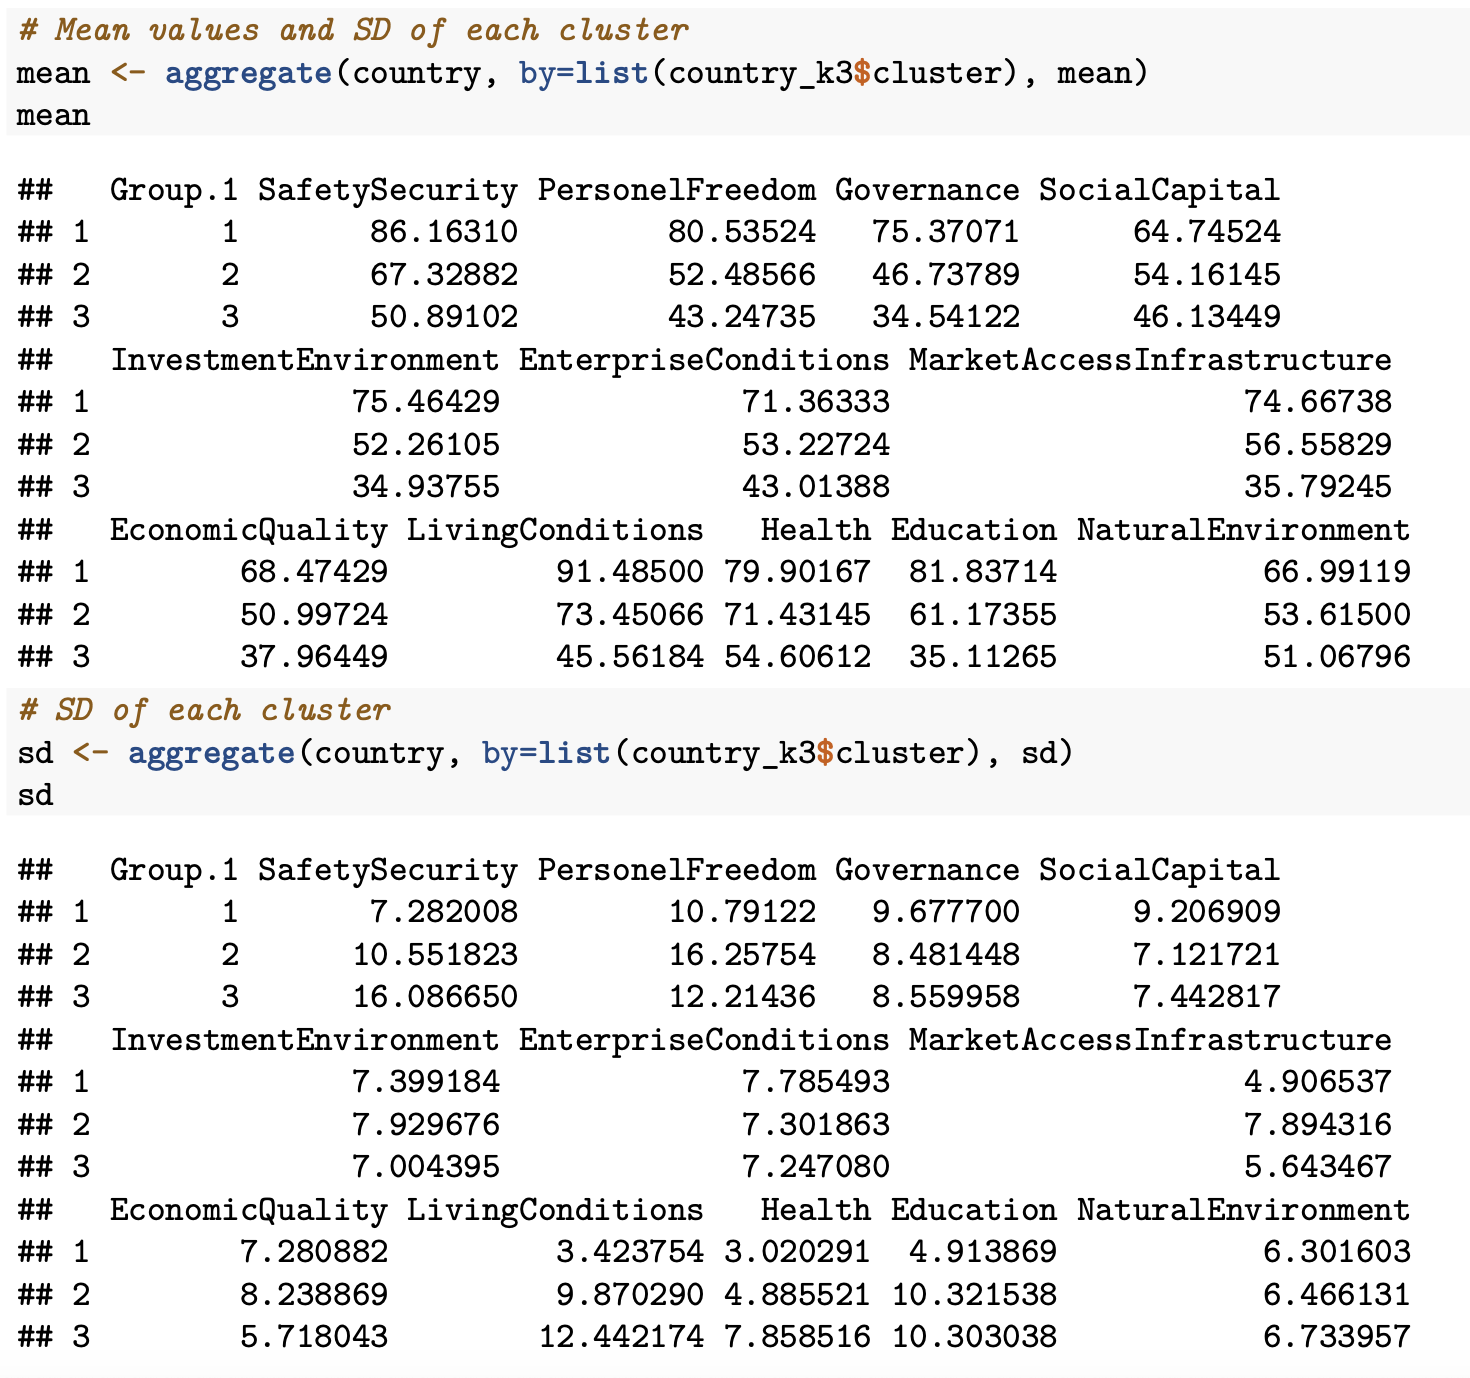 # Mean values and SD of each cluster
mean <- aggregate(country, by=list(country_k3$cluster), mean)
mean
##   Group.1 SafetySecurity PersonelFreedom Governance SocialCapital
## 1       1       86.16310        80.53524   75.37071      64.74524
## 2       2       67.32882        52.48566   46.73789      54.16145
## 3       3       50.89102        43.24735   34.54122      46.13449
##   InvestmentEnvironment EnterpriseConditions MarketAccessInfrastructure
## 1              75.46429             71.36333                   74.66738
## 2              52.26105             53.22724                   56.55829
## 3              34.93755             43.01388                   35.79245
##   EconomicQuality LivingConditions   Health Education NaturalEnvironment
## 1        68.47429         91.48500 79.90167  81.83714           66.99119
## 2        50.99724         73.45066 71.43145  61.17355           53.61500
## 3        37.96449         45.56184 54.60612  35.11265           51.06796
# SD of each cluster
sd <- aggregate(country, by=list(country_k3$cluster), sd)
sd
##   Group.1 SafetySecurity PersonelFreedom Governance SocialCapital
## 1       1       7.282008        10.79122   9.677700      9.206909
## 2       2      10.551823        16.25754   8.481448      7.121721
## 3       3      16.086650        12.21436   8.559958      7.442817
##   InvestmentEnvironment EnterpriseConditions MarketAccessInfrastructure
## 1              7.399184             7.785493                   4.906537
## 2              7.929676             7.301863                   7.894316
## 3              7.004395             7.247080                   5.643467
##   EconomicQuality LivingConditions   Health Education NaturalEnvironment
## 1        7.280882         3.423754 3.020291  4.913869           6.301603
## 2        8.238869         9.870290 4.885521 10.321538           6.466131
## 3        5.718043        12.442174 7.858516 10.303038           6.733957